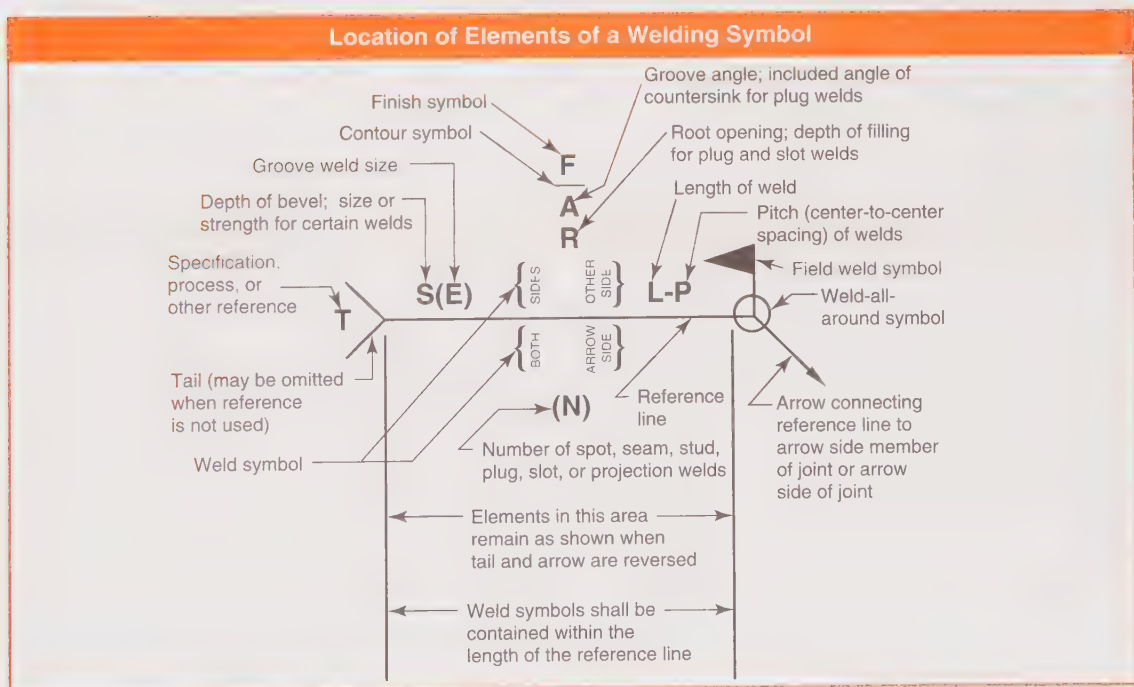 Location of Elements of a Welding Symbol
Groove angle; included angle of
countersink for plug welds
Finish symbol
Contour symbol
Root opening; depth of filling
for plug and slot welds
Groove weld size
Length of weld
Depth of bevel; size or
strength for certain welds
Pitch (center-to-center
spacing) of welds
Specification.
process, or
other reference
Field weld symbol
Weld-all-
around symbol
F
A
R
S(E)
SIDES
OTHER
SIDE
L-P
T
BOTH
ARROW
SIDE
Tail (may be omitted
when reference
is not used)
Reference
line
Arrow connecting
reference line to
arrow side member
of joint or arrow
side of joint
(N)
Weld symbol
Number of spot, seam, stud,
plug, slot, or projection welds
Elements in this area
remain as shown when
tail and arrow are reversed
Weld symbols shall be
contained within the
length of the reference line